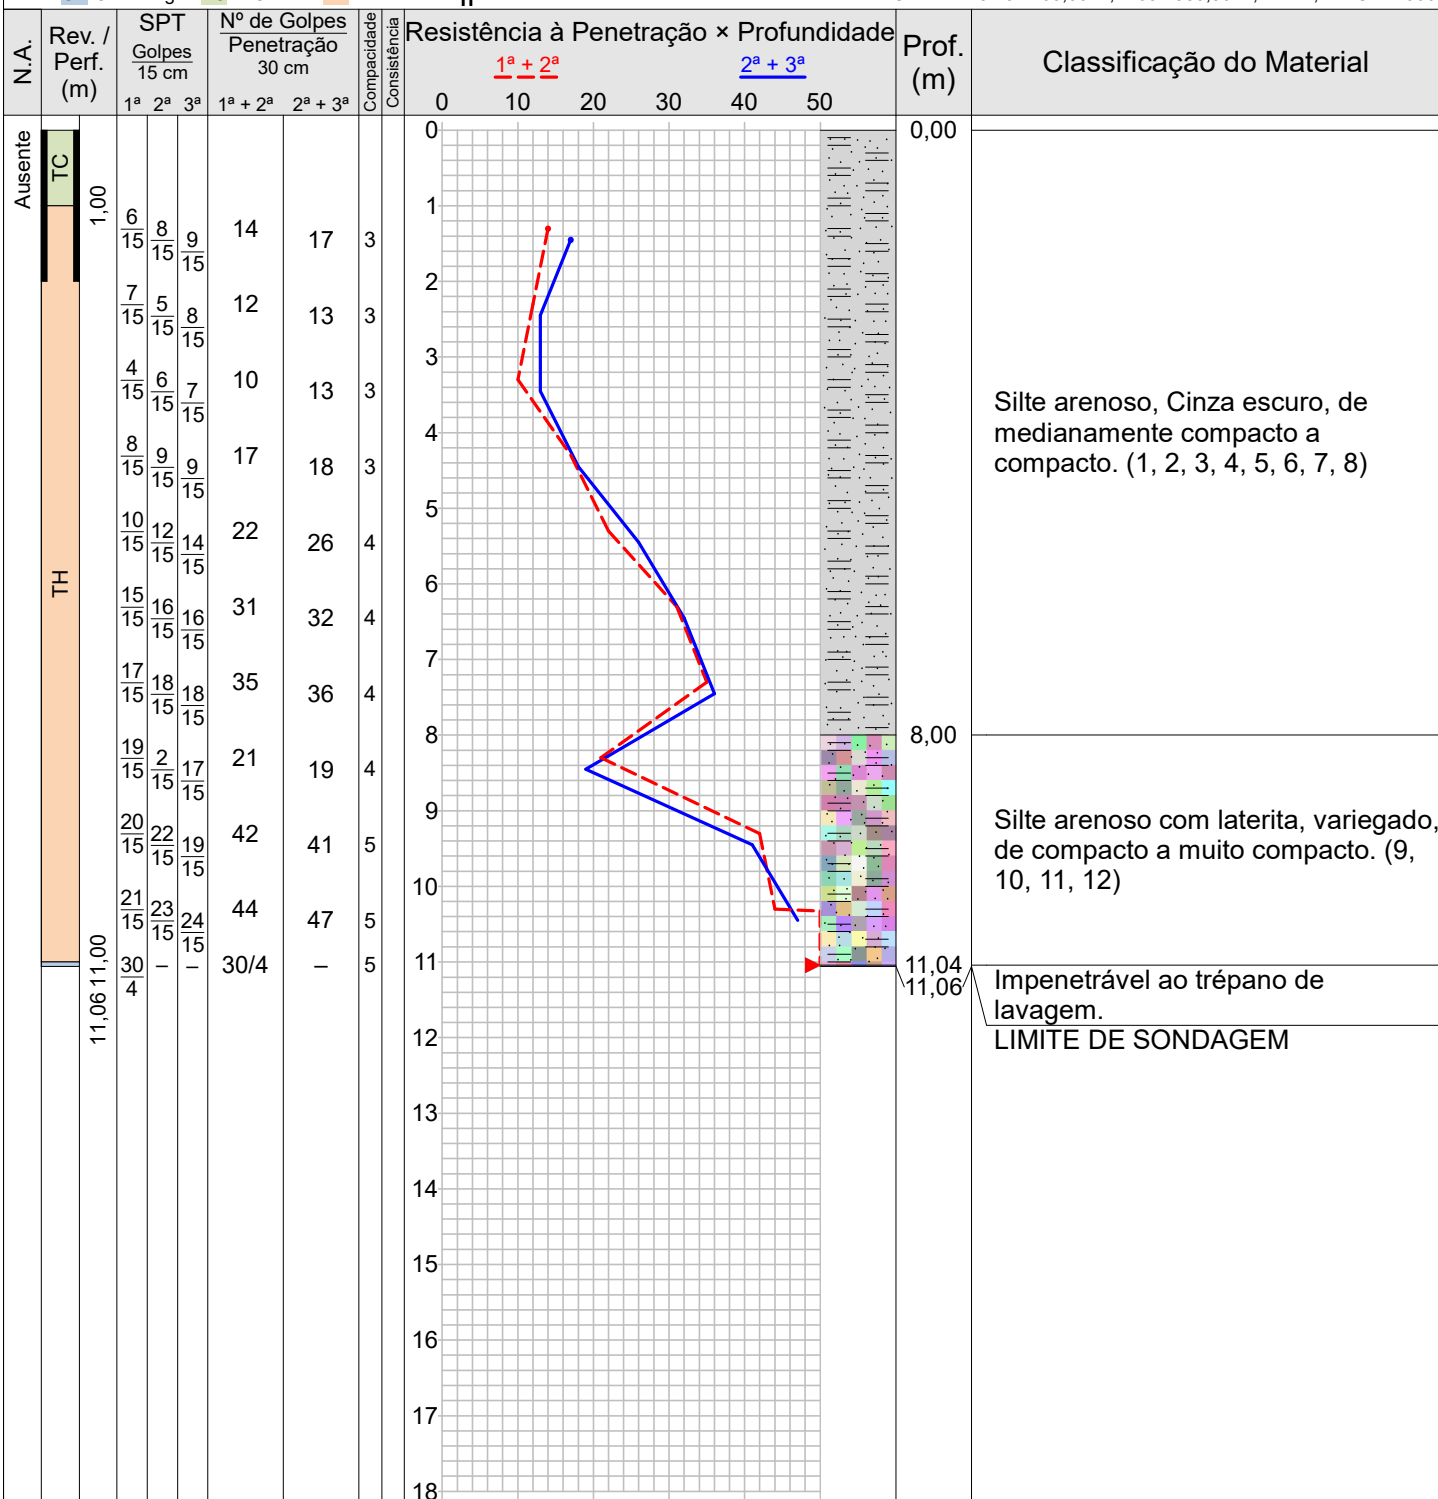 N.A.
Rev. /
Perf.
(m)
SPT
Golpes
15 cm
1ª 2ª 3ª
Nº de Golpes
Penetração
30 cm
1ª + 2ª 2ª + 3ª
Compacidade
Consistência
Resistência à Penetração × Profundidade
1ª + 2ª 2ª + 3ª
0 10 20 30 40 50
Prof.
(m)
Classificação do Material
Ausente
TC
1,00
TH
11,00
11,06
6/15 8/15 9/15 14 17 3
7/15 5/15 8/15 12 13 3
4/15 6/15 7/15 10 13 3
8/15 9/15 9/15 17 18 3
10/15 12/15 14/15 22 26 4
15/15 16/15 16/15 31 32 4
17/15 18/15 18/15 35 36 4
19/15 2/15 17/15 21 19 4
20/15 22/15 19/15 42 41 5
21/15 23/15 24/15 44 47 5
30/4 – – 30/4 – 5
0
1
2
3
4
5
6
7
8
9
10
11
12
13
14
15
16
17
18
0,00
8,00
11,04
11,06
Silte arenoso, Cinza escuro, de
medianamente compacto a
compacto. (1, 2, 3, 4, 5, 6, 7, 8)
Silte arenoso com laterita, variegado,
de compacto a muito compacto. (9,
10, 11, 12)
Impenetrável ao trépano de
lavagem.
LIMITE DE SONDAGEM